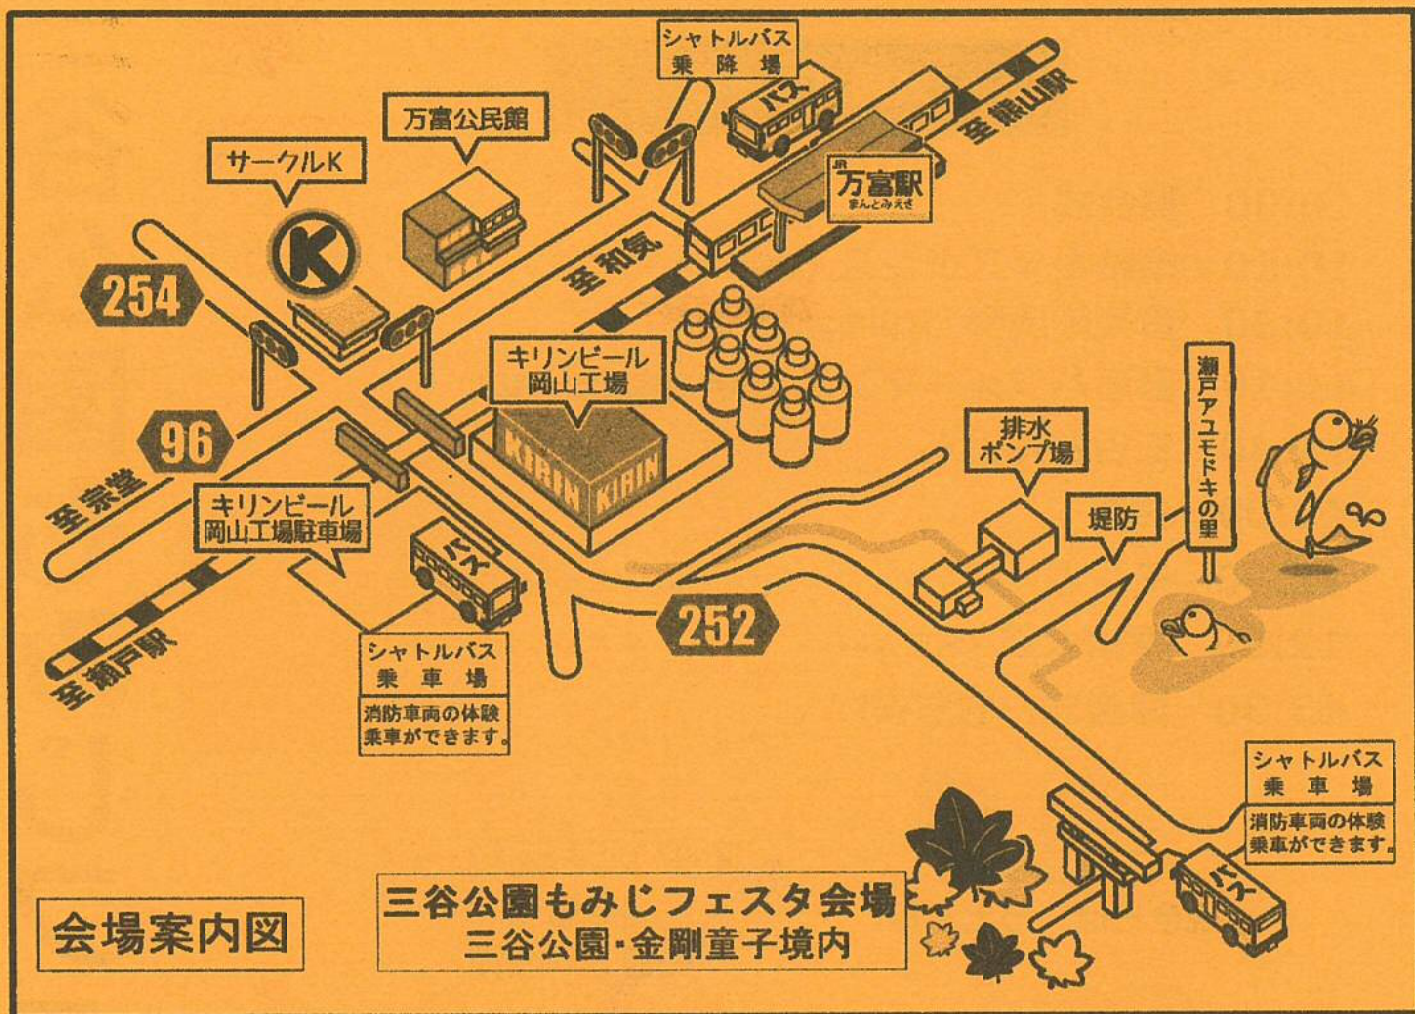 シャトルバス
乗降場
バス
万富公民館
サークルK
K
至熊山駅
JR
万富駅
まんとみえき
254
至和気
キリンビール
岡山工場
KIRIN KIRIN
96
至宗堂
キリンビール
岡山工場駐車場
バス
至瀬戸駅
シャトルバス
乗車場
消防車両の体験
乗車ができます。
252
排水
ポンプ場
堤防
瀬戸アユモドキの里
シャトルバス
乗車場
消防車両の体験
乗車ができます。
バス
会場案内図
三谷公園もみじフェスタ会場
三谷公園・金剛童子境内